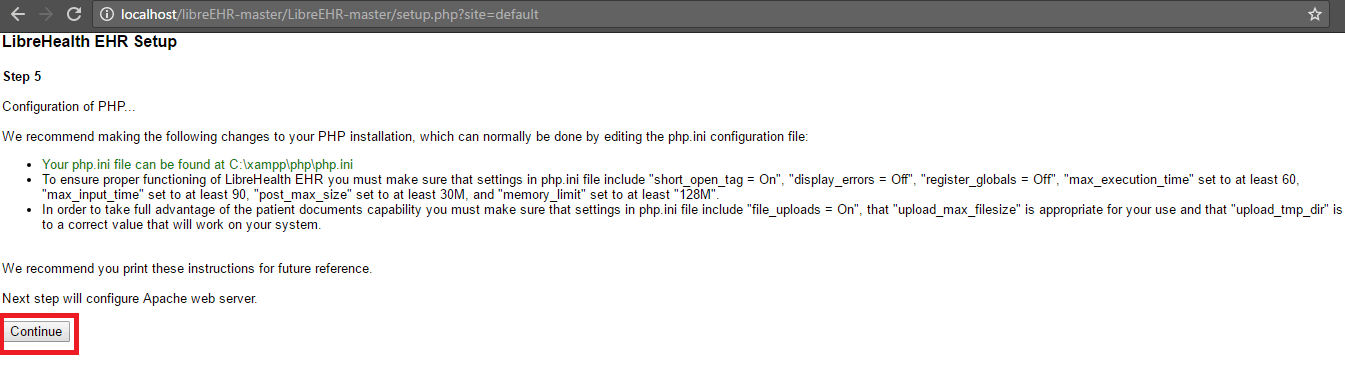 localhost/libreEHR-master/LibreEHR-master/setup.php?site=default
LibreHealth EHR Setup
Step 5
Configuration of PHP...
We recommend making the following changes to your PHP installation, which can normally be done by editing the php.ini configuration file:
• Your php.ini file can be found at C:\xampp\php\php.ini
• To ensure proper functioning of LibreHealth EHR you must make sure that settings in php.ini file include "short_open_tag = On", "display_errors = Off", "register_globals = Off", "max_execution_time" set to at least 60,
"max_input_time" set to at least 90, "post_max_size" set to at least 30M, and "memory_limit" set to at least "128M".
• In order to take full advantage of the patient documents capability you must make sure that settings in php.ini file include "file_uploads = On", that "upload_max_filesize" is appropriate for your use and that "upload_tmp_dir" is
to a correct value that will work on your system.
We recommend you print these instructions for future reference.
Next step will configure Apache web server.
Continue